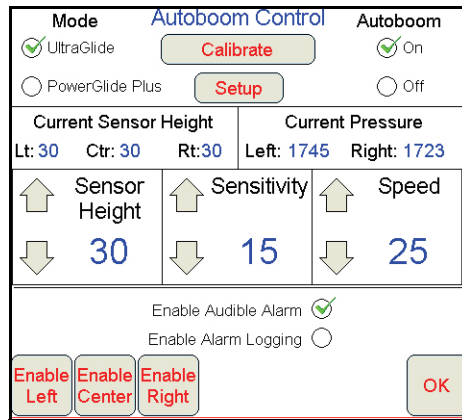 Mode Autoboom Control Autoboom
UltraGlide Calibrate On
PowerGlide Plus Setup Off
Current Sensor Height Current Pressure
Lt: 30 Ctr: 30 Rt:30 Left: 1745 Right: 1723
Sensor Height Sensitivity Speed
30 15 25
Enable Audible Alarm
Enable Alarm Logging
Enable Left Enable Center Enable Right OK